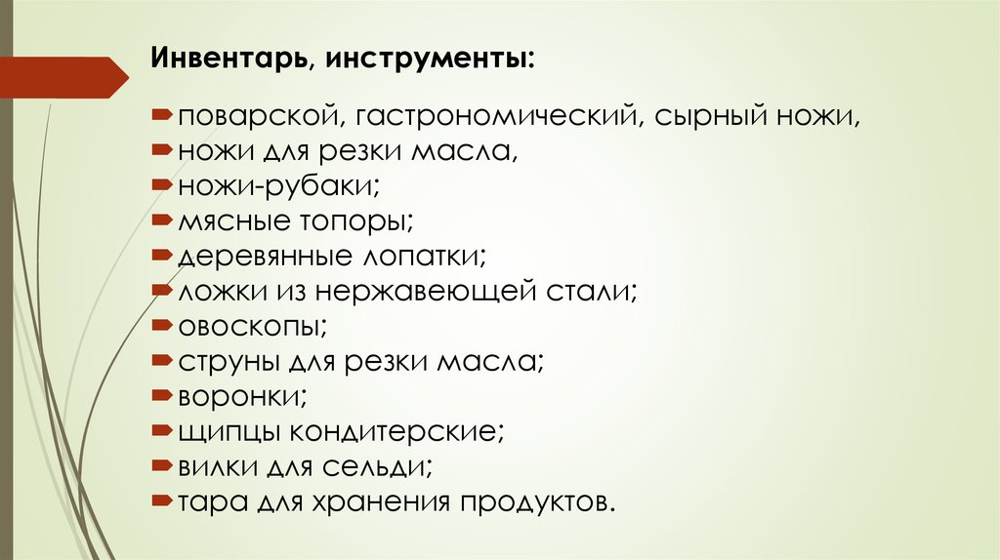 Инвентарь, инструменты:
поварской, гастрономический, сырный ножи,
ножи для резки масла,
ножи-рубаки;
мясные топоры;
деревянные лопатки;
ложки из нержавеющей стали;
овоскопы;
струны для резки масла;
воронки;
щипцы кондитерские;
вилки для сельди;
тара для хранения продуктов.